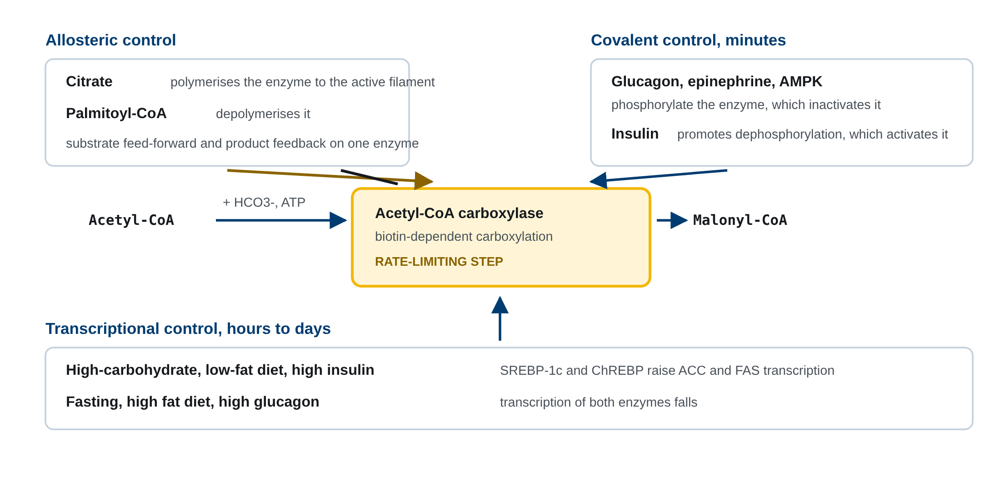 Allosteric control
Citrate polymerises the enzyme to the active filament
Palmitoyl-CoA depolymerises it
substrate feed-forward and product feedback on one enzyme
Covalent control, minutes
Glucagon, epinephrine, AMPK
phosphorylate the enzyme, which inactivates it
Insulin promotes dephosphorylation, which activates it
+ HCO3-, ATP
Acetyl-CoA
Acetyl-CoA carboxylase
biotin-dependent carboxylation
RATE-LIMITING STEP
Malonyl-CoA
Transcriptional control, hours to days
High-carbohydrate, low-fat diet, high insulin SREBP-1c and ChREBP raise ACC and FAS transcription
Fasting, high fat diet, high glucagon transcription of both enzymes falls